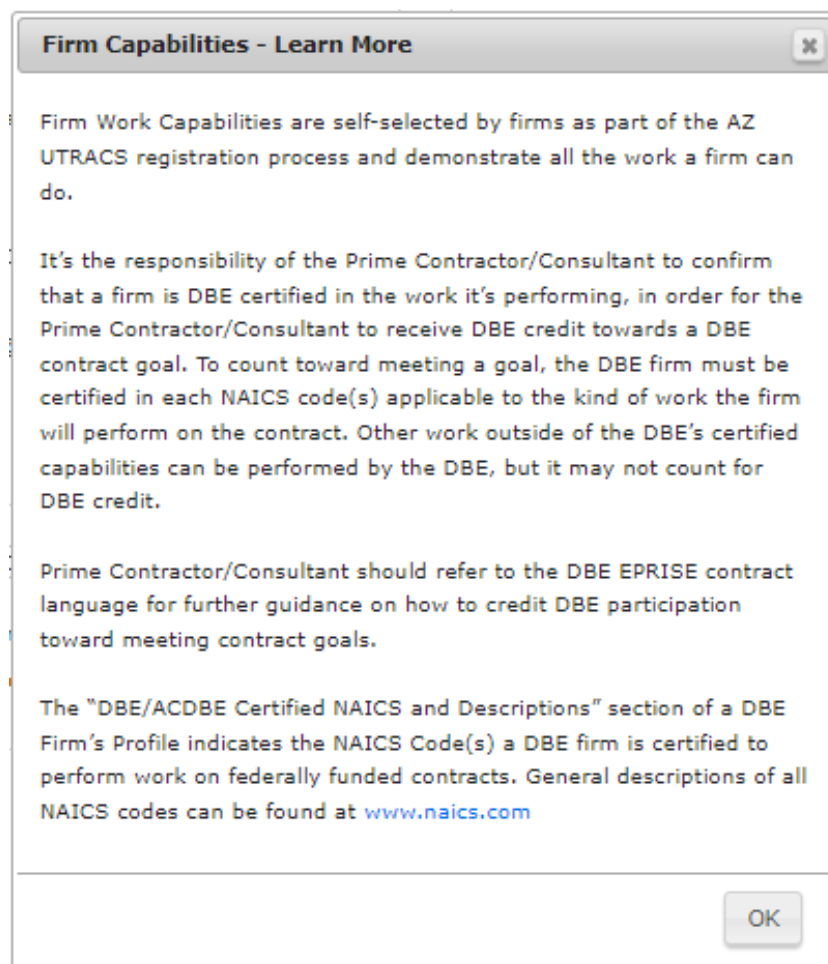 Firm Capabilities - Learn More
Firm Work Capabilities are self-selected by firms as part of the AZ
UTRACS registration process and demonstrate all the work a firm can
do.
It's the responsibility of the Prime Contractor/Consultant to confirm
that a firm is DBE certified in the work it's performing, in order for the
Prime Contractor/Consultant to receive DBE credit towards a DBE
contract goal. To count toward meeting a goal, the DBE firm must be
certified in each NAICS code(s) applicable to the kind of work the firm
will perform on the contract. Other work outside of the DBE's certified
capabilities can be performed by the DBE, but it may not count for
DBE credit.
Prime Contractor/Consultant should refer to the DBE EPRISE contract
language for further guidance on how to credit DBE participation
toward meeting contract goals.
The “DBE/ACDBE Certified NAICS and Descriptions” section of a DBE
Firm's Profile indicates the NAICS Code(s) a DBE firm is certified to
perform work on federally funded contracts. General descriptions of all
NAICS codes can be found at www.naics.com
OK